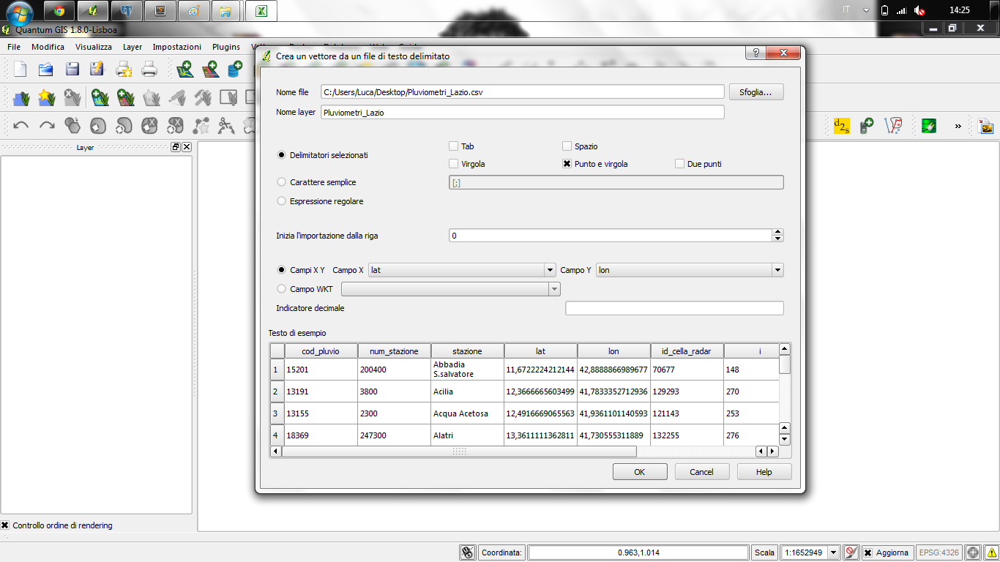 IT 14:25
Quantum GIS 1.8.0-Lisboa
File Modifica Visualizza Layer Impostazioni Plugins
Crea un vettore da un file di testo delimitato
Nome file C:/Users/Luca/Desktop/Pluviometri_Lazio.csv Sfoglia...
Nome layer Pluviometri_Lazio
Layer
Tab Spazio
Delimitatori selezionati
Virgola Punto e virgola Due punti
Carattere semplice [;]
Espressione regolare
Inizia l'importazione dalla riga 0
Campi X Y Campo X lat Campo Y lon
Campo WKT
Indicatore decimale
Testo di esempio
cod_pluvio num_stazione stazione lat lon id_cella_radar i
1 15201 200400 Abbadia S.salvatore 11,6722224212144 42,8888866989677 70677 148
2 13191 3800 Acilia 12,3666665603499 41,7833352712936 129293 270
3 13155 2300 Acqua Acetosa 12,4916669065563 41,9361101140593 121143 253
4 18369 247300 Alatri 13,3611111362811 41,730555311889 132255 276
OK Cancel Help
Controllo ordine di rendering
Coordinata: 0.963,1.014 Scala 1:1652949 Aggiorna EPSG:4326